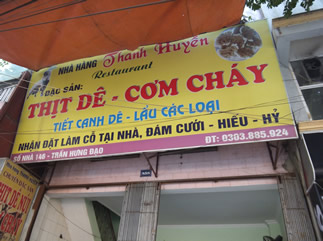 NHÀ HÀNG Thanh Huyền
Restaurant
ĐẶC SẢN:
THỊT DÊ - CƠM CHÁY
TIẾT CANH DÊ - LẨU CÁC LOẠI
NHẬN ĐẶT LÀM CỖ TẠI NHÀ, ĐÁM CƯỚI - HIẾU - HỶ
SỐ NHÀ 146 - TRẦN HƯNG ĐẠO
ĐT: 0303.885.924